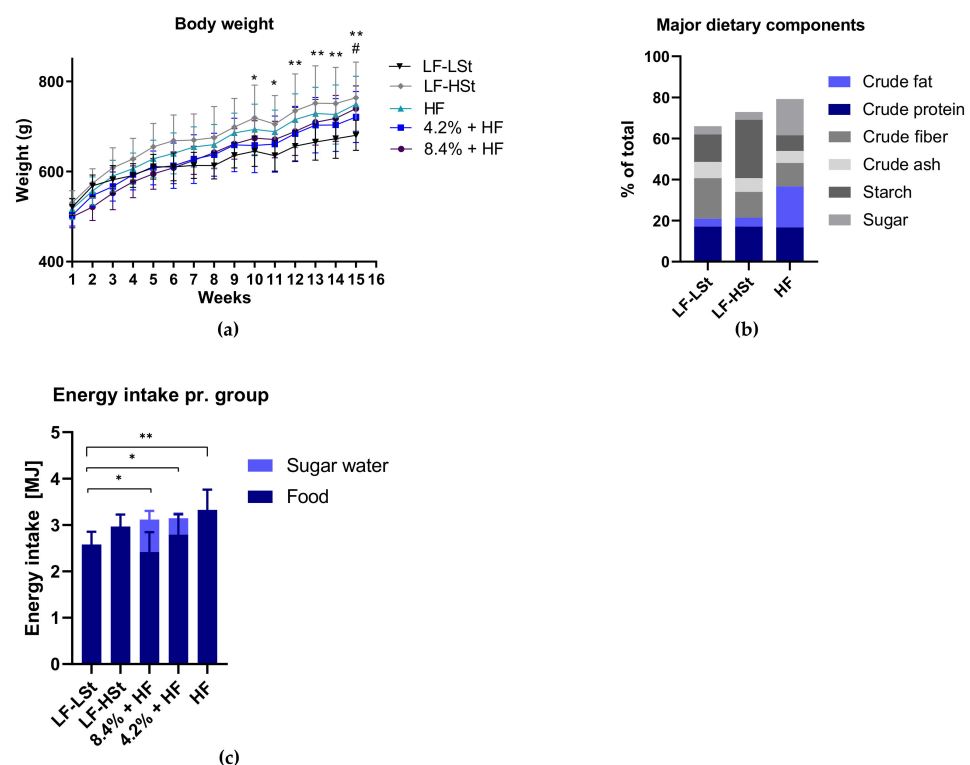 Body weight
Weight (g)
800
600
400
* * ** ** ** **
#
1 2 3 4 5 6 7 8 9 10 11 12 13 14 15 16
Weeks
LF-LSt
LF-HSt
HF
4.2% + HF
8.4% + HF
(a)
Major dietary components
% of total
100
80
60
40
20
0
LF-LSt
LF-HSt
HF
Crude fat
Crude protein
Crude fiber
Crude ash
Starch
Sugar
(b)
Energy intake pr. group
Energy intake [MJ]
5
4
3
2
1
0
**
*
*
LF-LSt
LF-HSt
8.4% + HF
4.2% + HF
HF
Sugar water
Food
(c)